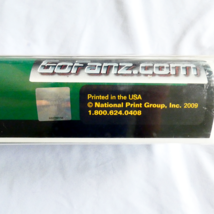 GoFanz.com
Printed in the USA
© National Print Group, Inc. 2009
1.800.624.0408